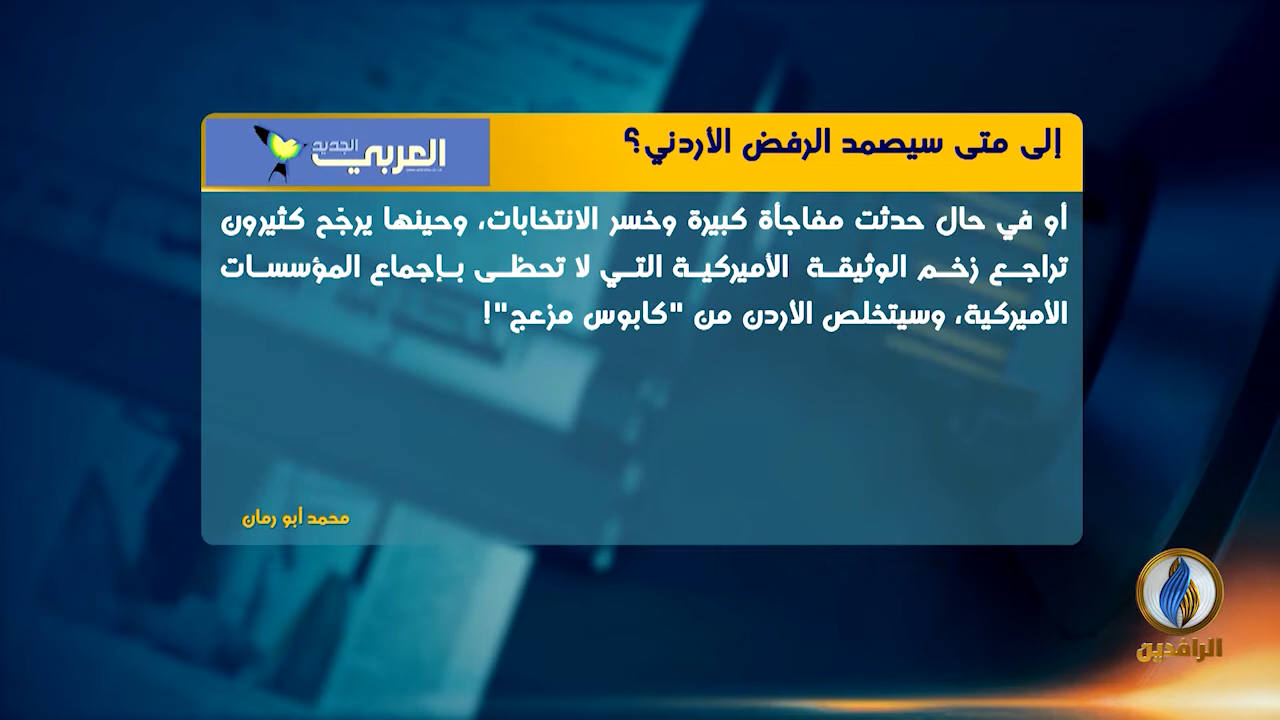 إلى متى سيصمد الرفض الأردني؟
العربي الجديد
أو في حال حدثت مفاجأة كبيرة وخسر الانتخابات، وحينها يرجّح كثيرون
تراجع زخم الوثيقة الأميركية التي لا تحظى بإجماع المؤسسات
الأميركية، وسيتخلص الأردن من "كابوس مزعج"!
محمد أبو رمان
الرافدين